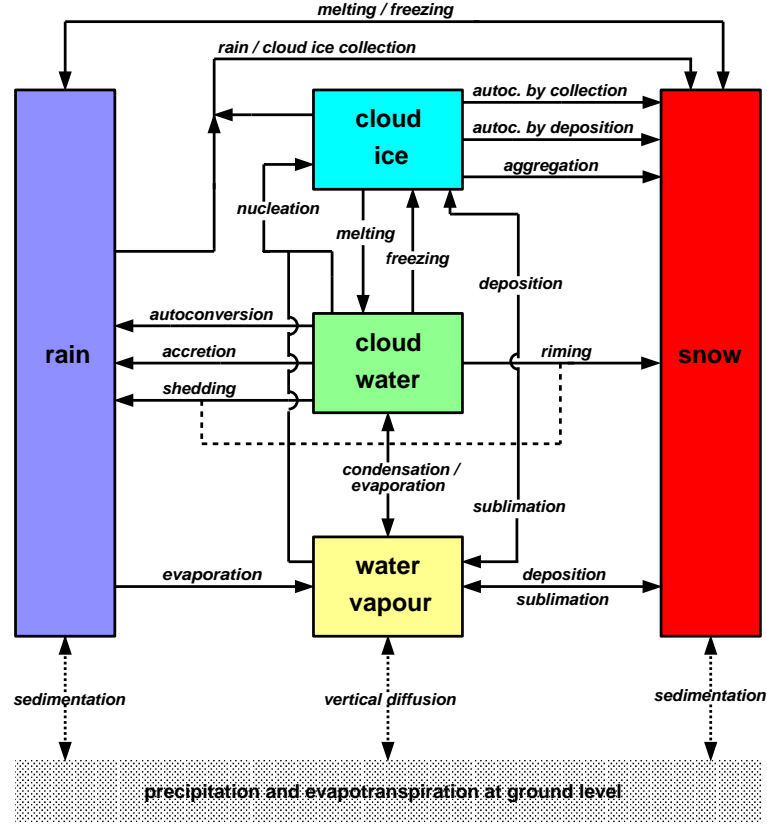 melting / freezing
rain / cloud ice collection
cloud
ice
autoc. by collection
autoc. by deposition
aggregation
nucleation
melting
freezing
deposition
autoconversion
rain
accretion
shedding
cloud
water
riming
snow
condensation /
evaporation
sublimation
evaporation
water
vapour
deposition
sublimation
sedimentation
vertical diffusion
sedimentation
precipitation and evapotranspiration at ground level